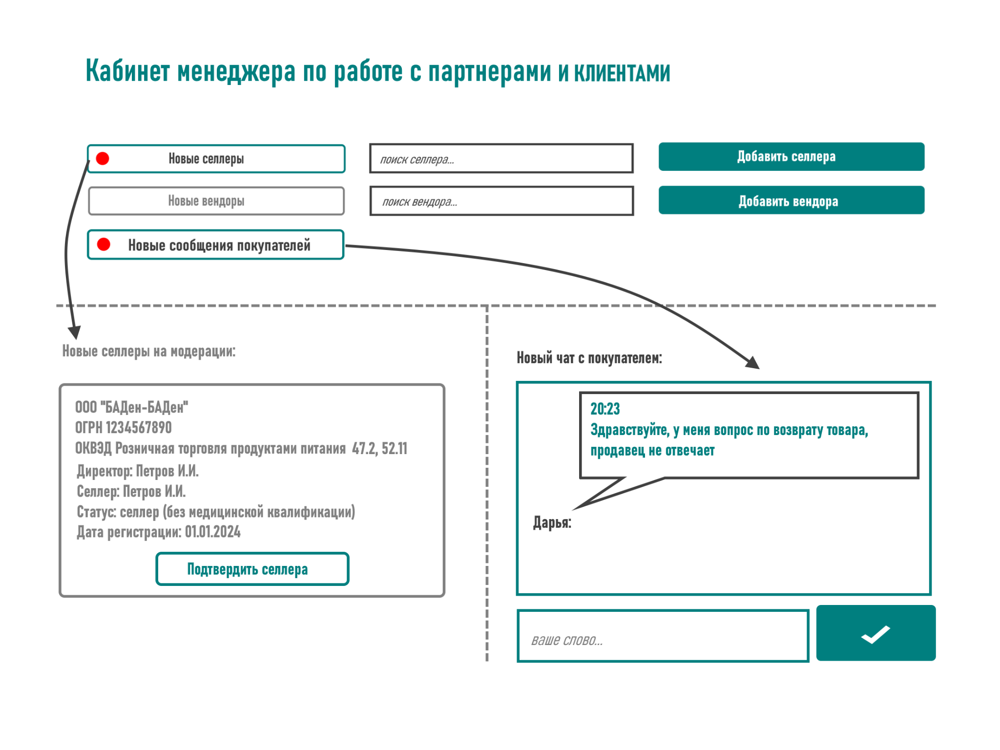 Кабинет менеджера по работе с партнерами И КЛИЕНТАМИ
Новые селлеры
поиск селлера...
Добавить селлера
Новые вендоры
поиск вендора...
Добавить вендора
Новые сообщения покупателей
Новые селлеры на модерации:
ООО "БАДен-БАДен"
ОГРН 1234567890
ОКВЭД Розничная торговля продуктами питания 47.2, 52.11
Директор: Петров И.И.
Селлер: Петров И.И.
Статус: селлер (без медицинской квалификации)
Дата регистрации: 01.01.2024
Подтвердить селлера
Новый чат с покупателем:
20:23
Здравствуйте, у меня вопрос по возврату товара,
продавец не отвечает
Дарья:
ваше слово...